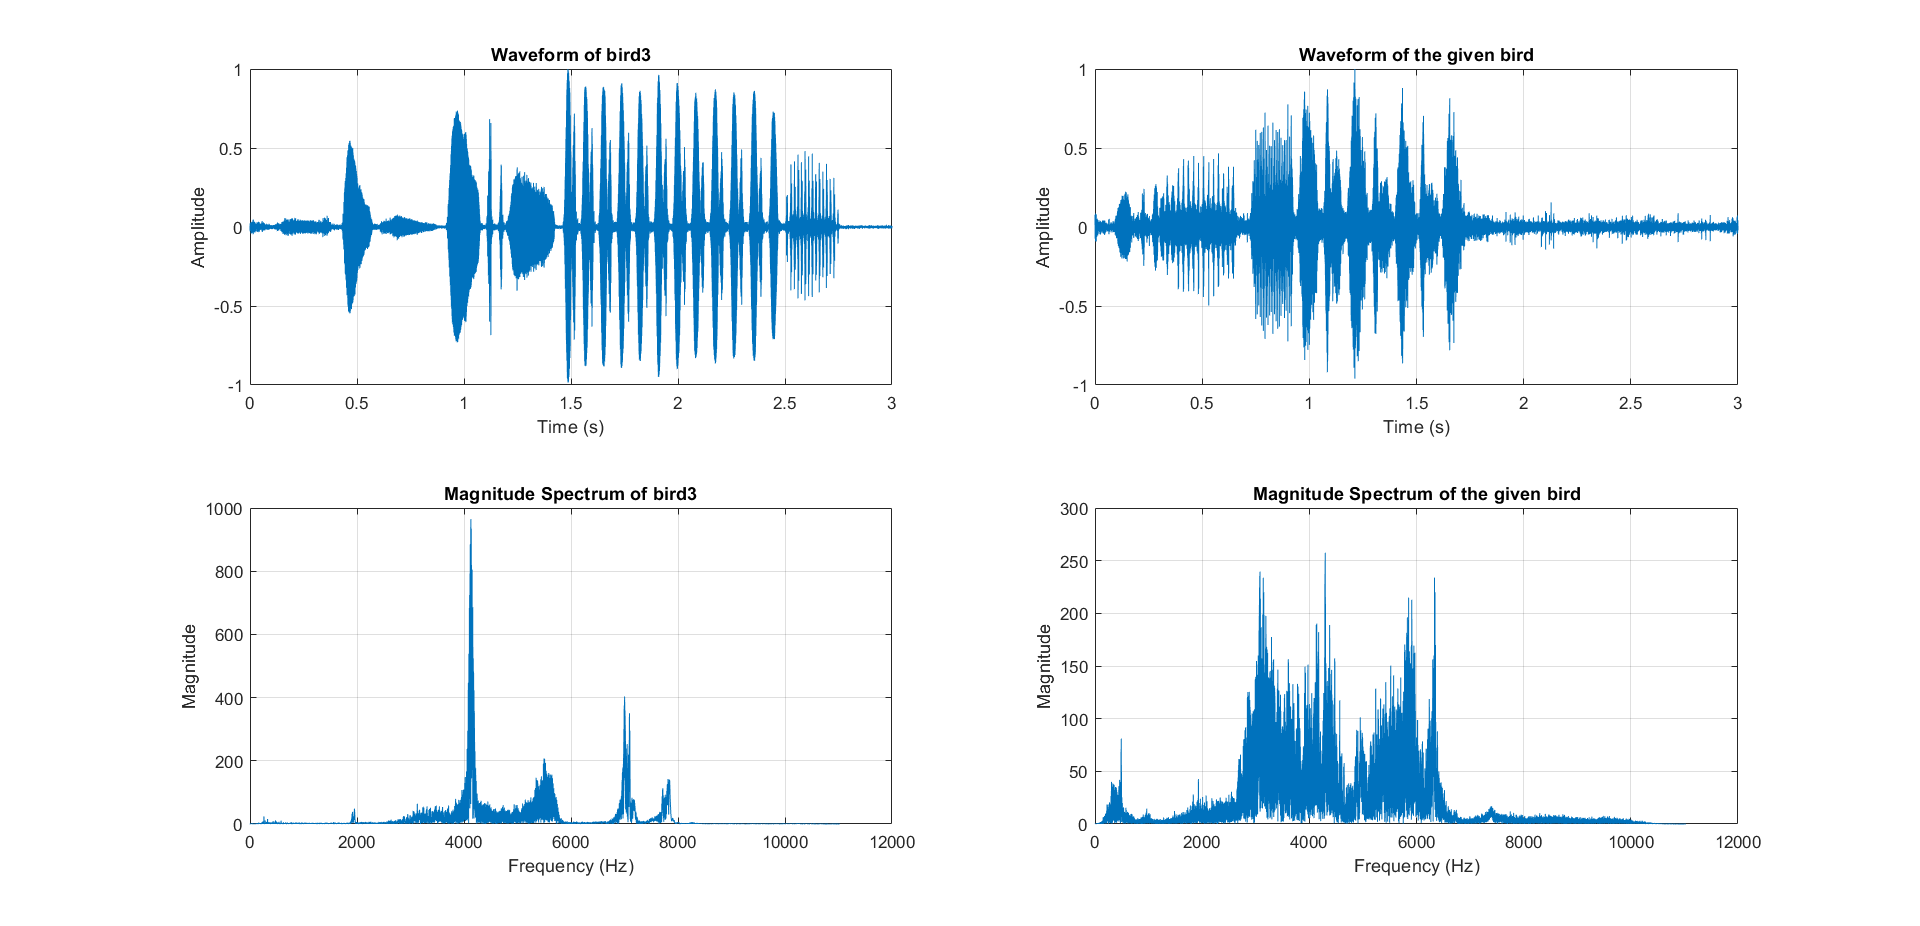 Waveform of bird3
1
0.5
0
-0.5
-1
Amplitude
0 0.5 1 1.5 2 2.5 3
Time (s)
Waveform of the given bird
1
0.5
0
-0.5
-1
Amplitude
0 0.5 1 1.5 2 2.5 3
Time (s)
Magnitude Spectrum of bird3
1000
800
600
400
200
0
Magnitude
0 2000 4000 6000 8000 10000 12000
Frequency (Hz)
Magnitude Spectrum of the given bird
300
250
200
150
100
50
0
Magnitude
0 2000 4000 6000 8000 10000 12000
Frequency (Hz)